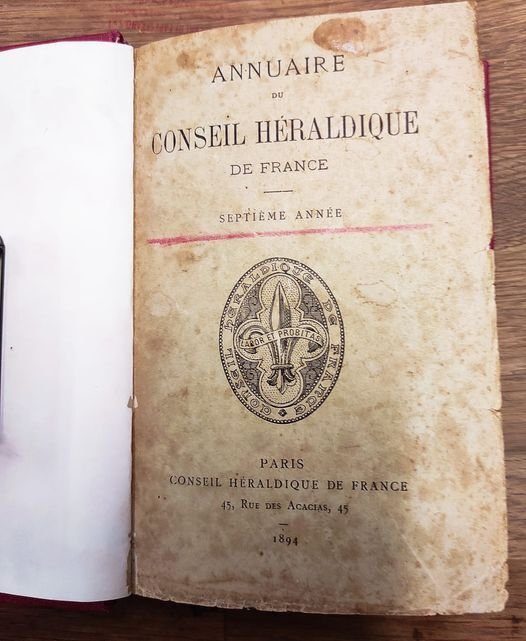 ANNUAIRE
DU
CONSEIL HÉRALDIQUE
DE FRANCE
SEPTIÈME ANNÉE
CONSEIL HERALDIQUE DE FRANCE
LABOR ET PROBITAS
PARIS
CONSEIL HÉRALDIQUE DE FRANCE
45, RUE DES ACACIAS, 45
1894